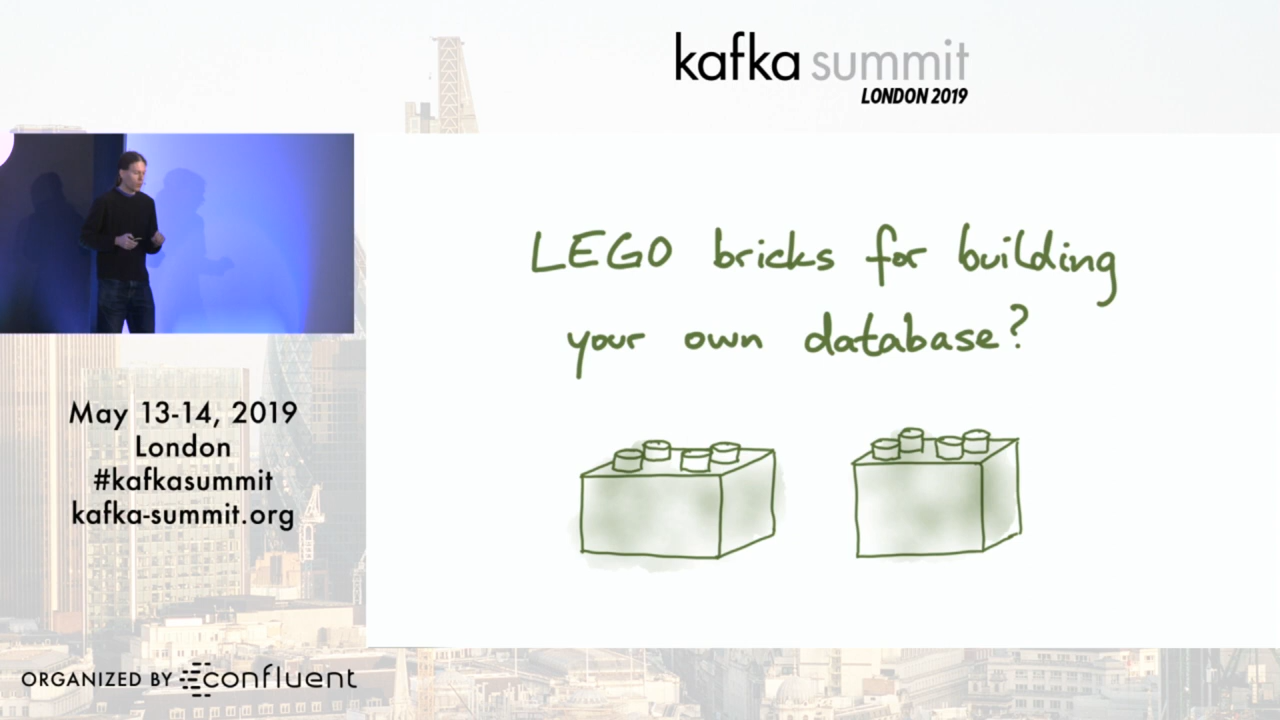 kafka summit
LONDON 2019
LEGO bricks for building
your own database?
May 13-14, 2019
London
#kafkasummit
kafka-summit.org
ORGANIZED BY confluent